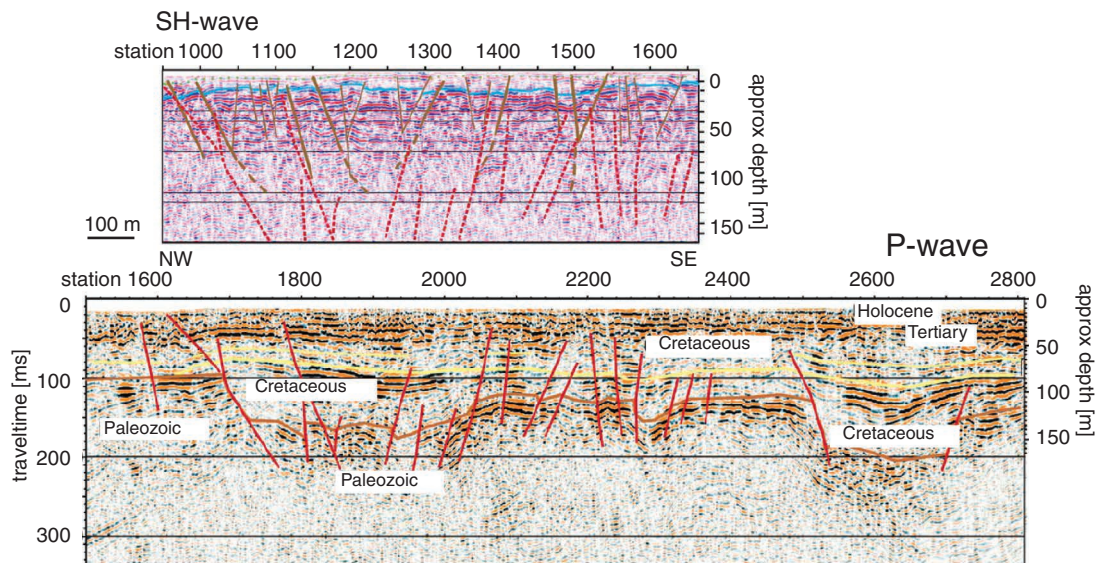 SH-wave
station 1000 1100 1200 1300 1400 1500 1600
0
50
100
150
approx depth [m]
100 m
NW
SE
P-wave
station 1600 1800 2000 2200 2400 2600 2800
0
100
200
300
traveltime [ms]
0
50
100
150
approx depth [m]
Holocene
Tertiary
Cretaceous
Cretaceous
Paleozoic
Cretaceous
Paleozoic